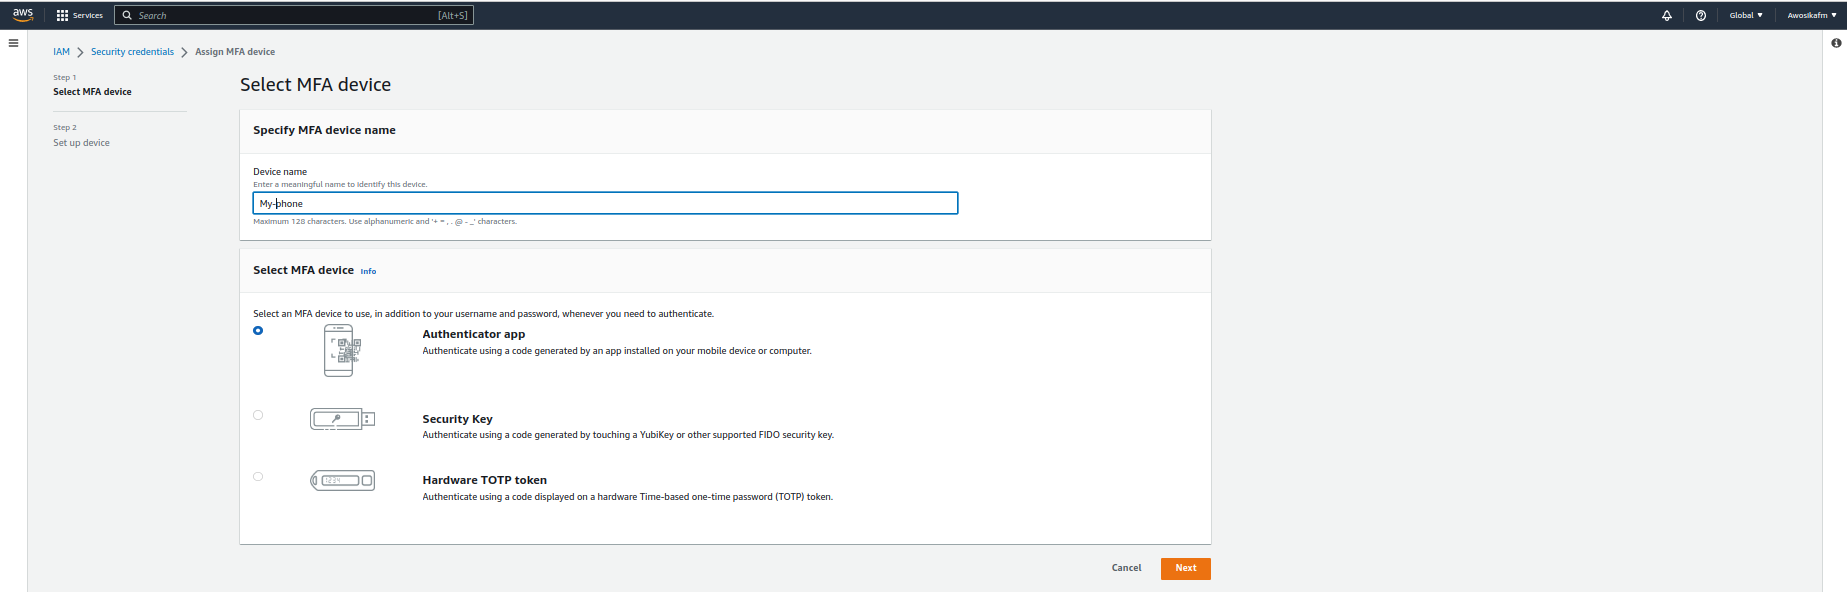 aws Services Search [Alt+S] Global Awosikafm
IAM Security credentials Assign MFA device
Step 1
Select MFA device
Step 2
Set up device
Select MFA device
Specify MFA device name
Device name
Enter a meaningful name to identify this device.
My-phone
Maximum 128 characters. Use alphanumeric and '+ = , . @ - _' characters.
Select MFA device Info
Select an MFA device to use, in addition to your username and password, whenever you need to authenticate.
Authenticator app
Authenticate using a code generated by an app installed on your mobile device or computer.
Security Key
Authenticate using a code generated by touching a YubiKey or other supported FIDO security key.
1234
Hardware TOTP token
Authenticate using a code displayed on a hardware Time-based one-time password (TOTP) token.
Cancel Next